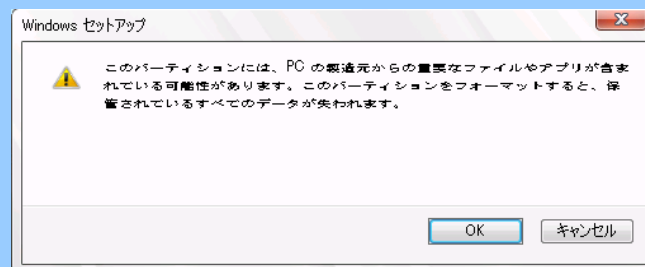 Windows セットアップ
このパーティションには、PC の製造元からの重要なファイルやアプリが含ま
れている可能性があります。このパーティションをフォーマットすると、保
管されているすべてのデータが失われます。
OK
キャンセル